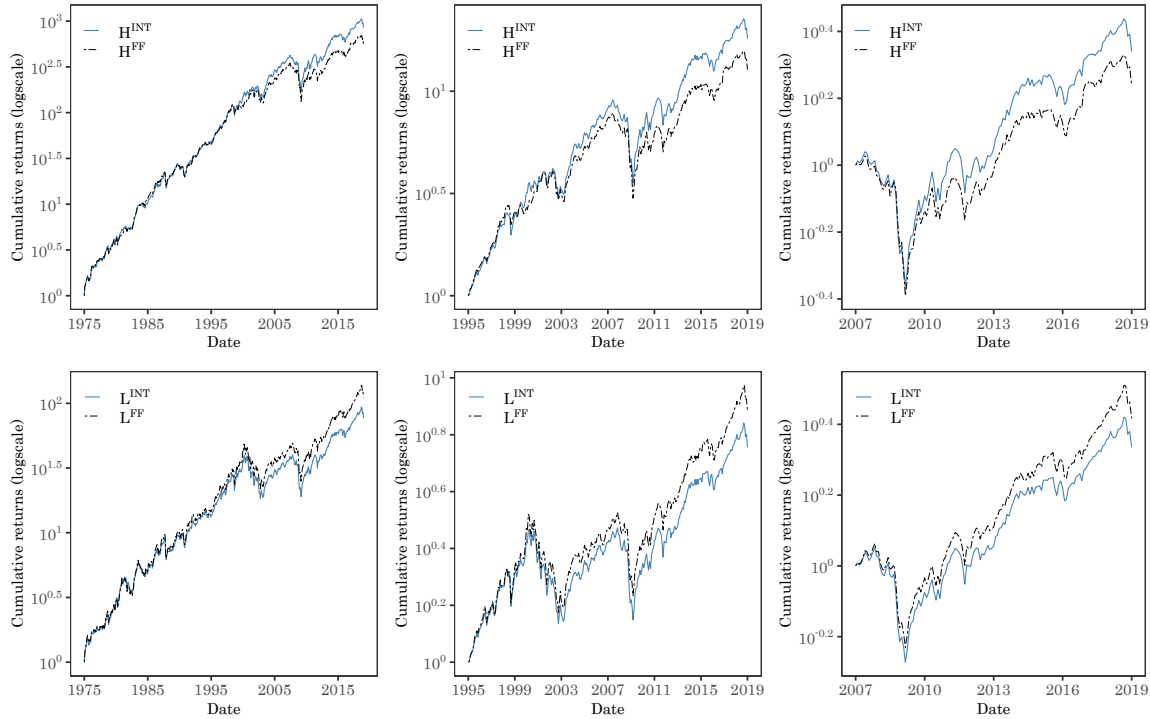 Cumulative returns (logscale)
10^3
10^2.5
10^2
10^1.5
10^1
10^0.5
10^0
H^INT
H^FF
1975 1985 1995 2005 2015
Date
Cumulative returns (logscale)
10^1
10^0.5
10^0
H^INT
H^FF
1995 1999 2003 2007 2011 2015 2019
Date
Cumulative returns (logscale)
10^0.4
10^0.2
10^0
10^-0.2
10^-0.4
H^INT
H^FF
2007 2010 2013 2016 2019
Date
Cumulative returns (logscale)
10^2
10^1.5
10^1
10^0.5
10^0
L^INT
L^FF
1975 1985 1995 2005 2015
Date
Cumulative returns (logscale)
10^1
10^0.8
10^0.6
10^0.4
10^0.2
10^0
L^INT
L^FF
1995 1999 2003 2007 2011 2015 2019
Date
Cumulative returns (logscale)
10^0.4
10^0.2
10^0
10^-0.2
L^INT
L^FF
2007 2010 2013 2016 2019
Date